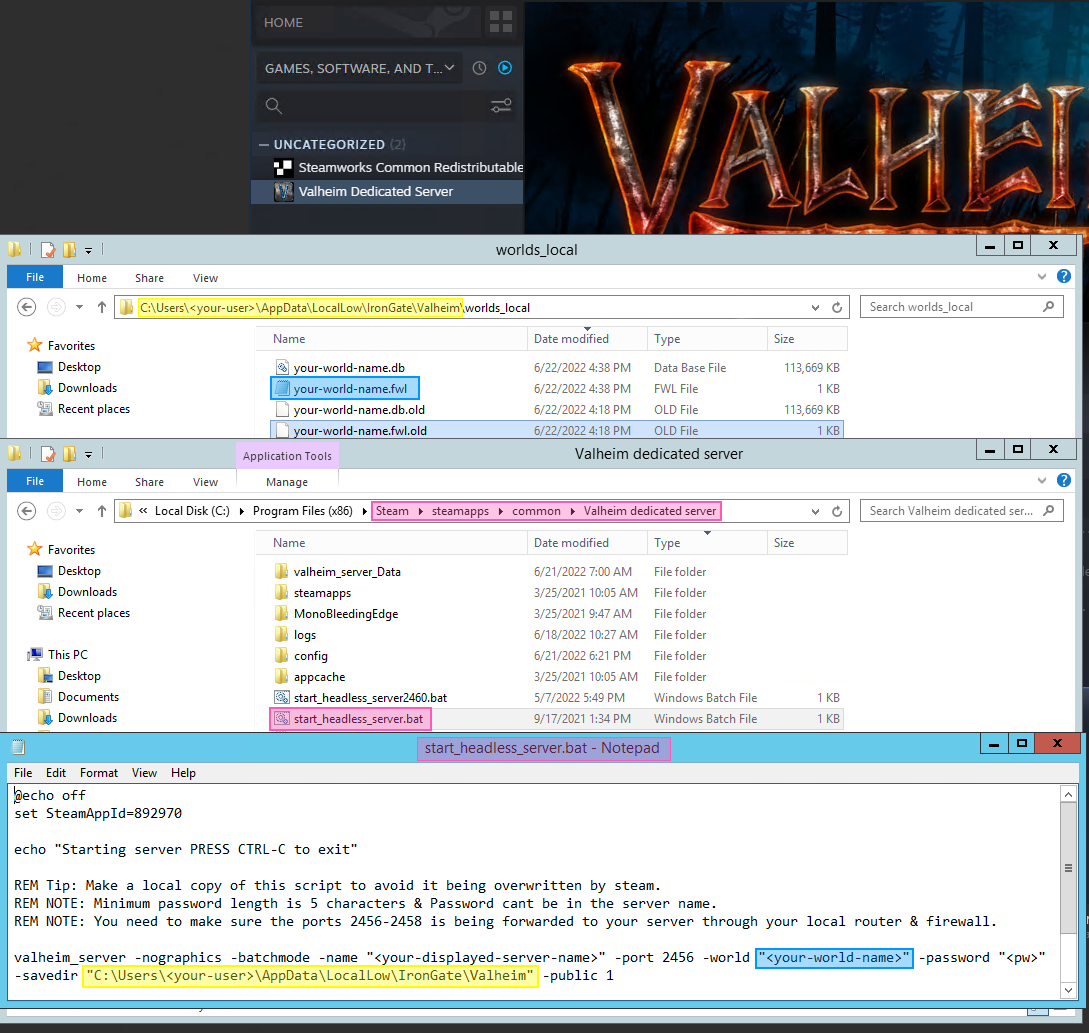 HOME
GAMES, SOFTWARE, AND T...
UNCATEGORIZED (2)
Steamworks Common Redistributable
Valheim Dedicated Server
VALHEIM
worlds_local
File Home Share View
C:\Users\<your-user>\AppData\LocalLow\IronGate\Valheim\worlds_local
Search worlds_local
Favorites
Desktop
Downloads
Recent places
Name Date modified Type Size
your-world-name.db 6/22/2022 4:38 PM Data Base File 113,669 KB
your-world-name.fwl 6/22/2022 4:38 PM FWL File 1 KB
your-world-name.db.old 6/22/2022 4:18 PM OLD File 113,669 KB
your-world-name.fwl.old 6/22/2022 4:18 PM OLD File 1 KB
Application Tools
Valheim dedicated server
File Home Share View Manage
« Local Disk (C:) Program Files (x86) Steam steamapps common Valheim dedicated server
Search Valheim dedicated ser...
Favorites
Desktop
Downloads
Recent places
This PC
Desktop
Documents
Downloads
Name Date modified Type Size
valheim_server_Data 6/21/2022 7:00 AM File folder
steamapps 3/25/2021 10:05 AM File folder
MonoBleedingEdge 3/25/2021 9:47 AM File folder
logs 6/18/2022 10:27 AM File folder
config 6/21/2022 6:21 PM File folder
appcache 3/25/2021 10:05 AM File folder
start_headless_server2460.bat 5/7/2022 5:49 PM Windows Batch File 1 KB
start_headless_server.bat 9/17/2021 1:34 PM Windows Batch File 1 KB
start_headless_server.bat - Notepad
File Edit Format View Help
@echo off
set SteamAppId=892970
echo "Starting server PRESS CTRL-C to exit"
REM Tip: Make a local copy of this script to avoid it being overwritten by steam.
REM NOTE: Minimum password length is 5 characters & Password cant be in the server name.
REM NOTE: You need to make sure the ports 2456-2458 is being forwarded to your server through your local router & firewall.
valheim_server -nographics -batchmode -name "<your-displayed-server-name>" -port 2456 -world "<your-world-name>" -password "<pw>"
-savedir "C:\Users\<your-user>\AppData\LocalLow\IronGate\Valheim" -public 1